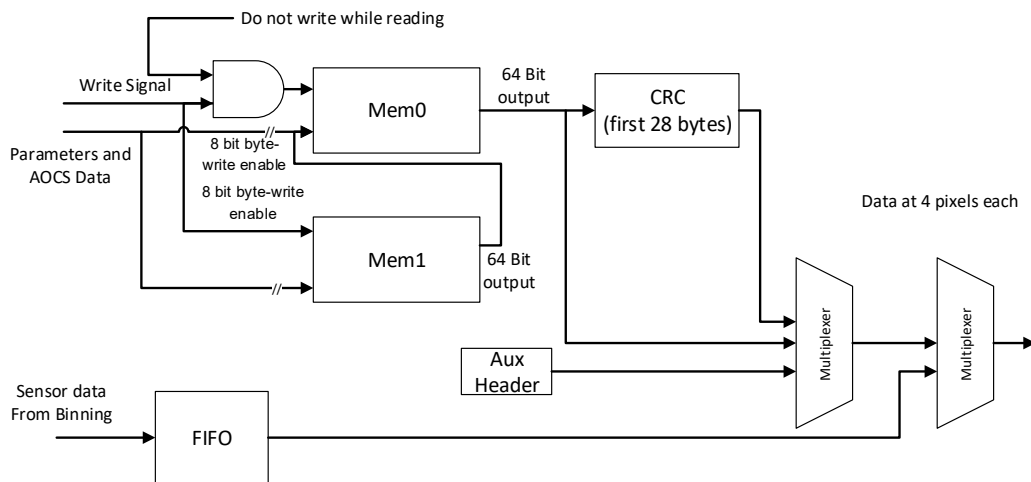 Do not write while reading
Write Signal
Parameters and
AOCS Data
//
8 bit byte-
write enable
8 bit byte-write
enable
//
Mem0
64 Bit
output
CRC
(first 28 bytes)
Mem1
64 Bit
output
Data at 4 pixels each
Multiplexer
Multiplexer
Aux
Header
Sensor data
From Binning
FIFO